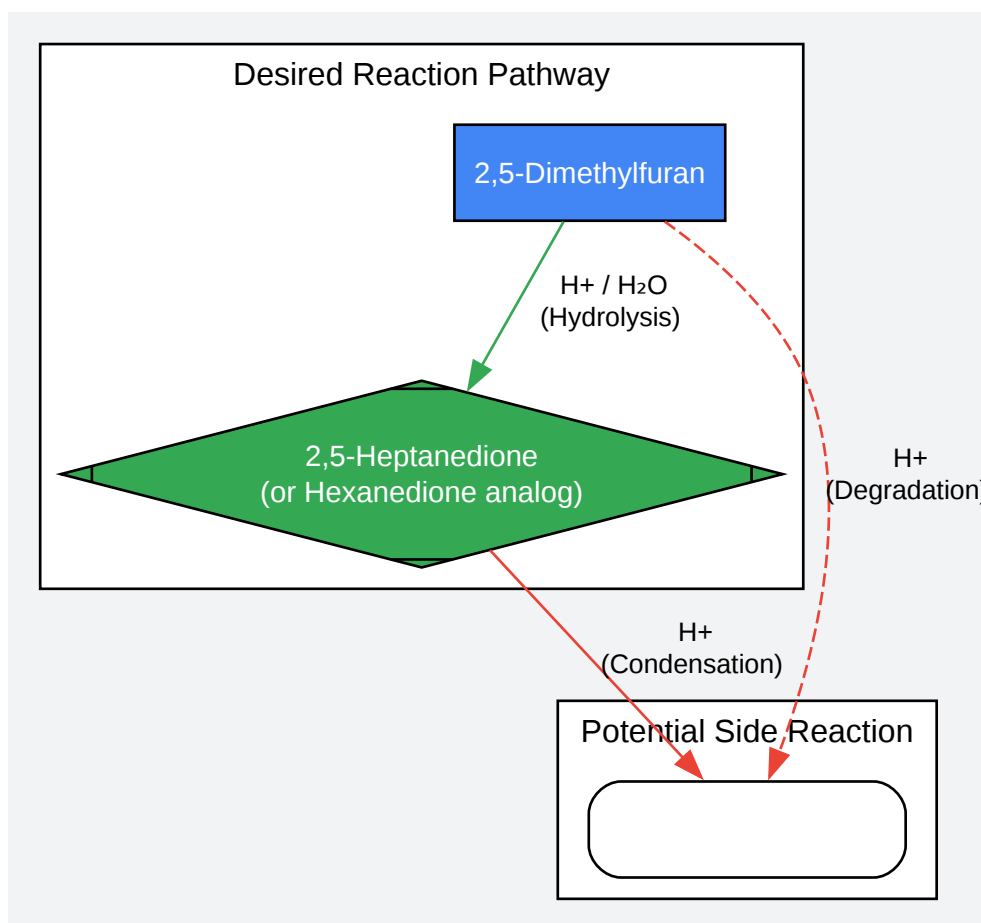 Desired Reaction Pathway
2,5-Dimethylfuran
H+ / H₂O
(Hydrolysis)
2,5-Heptanedione
(or Hexanedione analog)
H+
(Degradation)
H+
(Condensation)
Potential Side Reaction